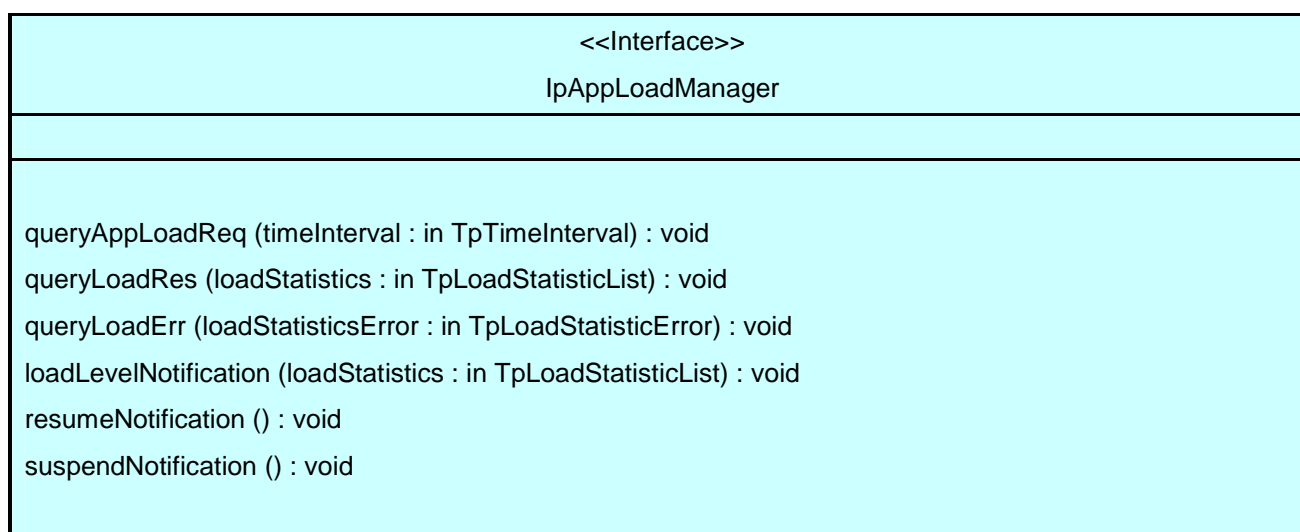 <<Interface>>
IpAppLoadManager
queryAppLoadReq (timeInterval : in TpTimeInterval) : void
queryLoadRes (loadStatistics : in TpLoadStatisticList) : void
queryLoadErr (loadStatisticsError : in TpLoadStatisticError) : void
loadLevelNotification (loadStatistics : in TpLoadStatisticList) : void
resumeNotification () : void
suspendNotification () : void